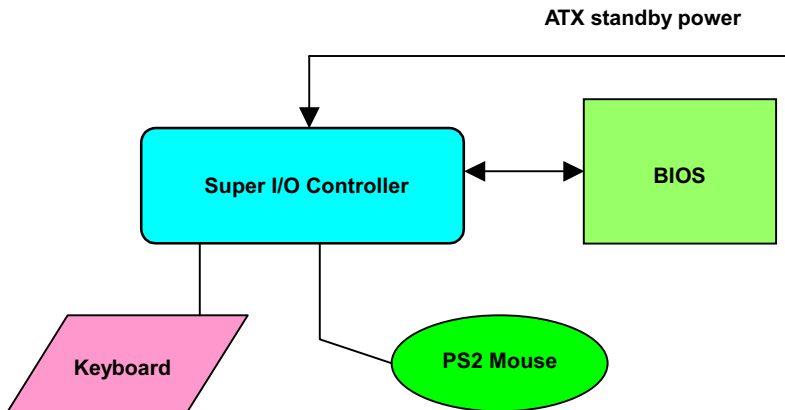 ATX standby power
Super I/O Controller
BIOS
Keyboard
PS2 Mouse